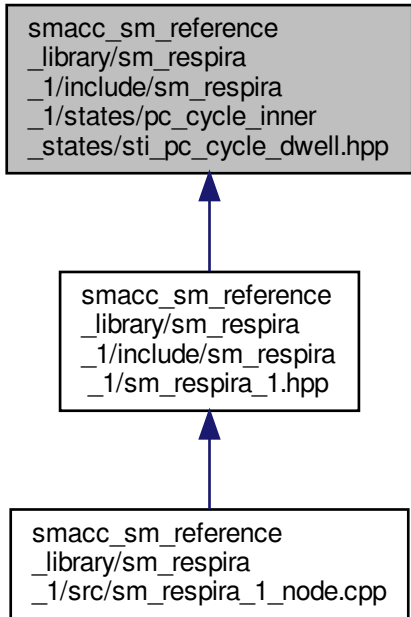 smacc_sm_reference
_library/sm_respira
_1/include/sm_respira
_1/states/pc_cycle_inner
_states/sti_pc_cycle_dwell.hpp
smacc_sm_reference
_library/sm_respira
_1/include/sm_respira
_1/sm_respira_1.hpp
smacc_sm_reference
_library/sm_respira
_1/src/sm_respira_1_node.cpp